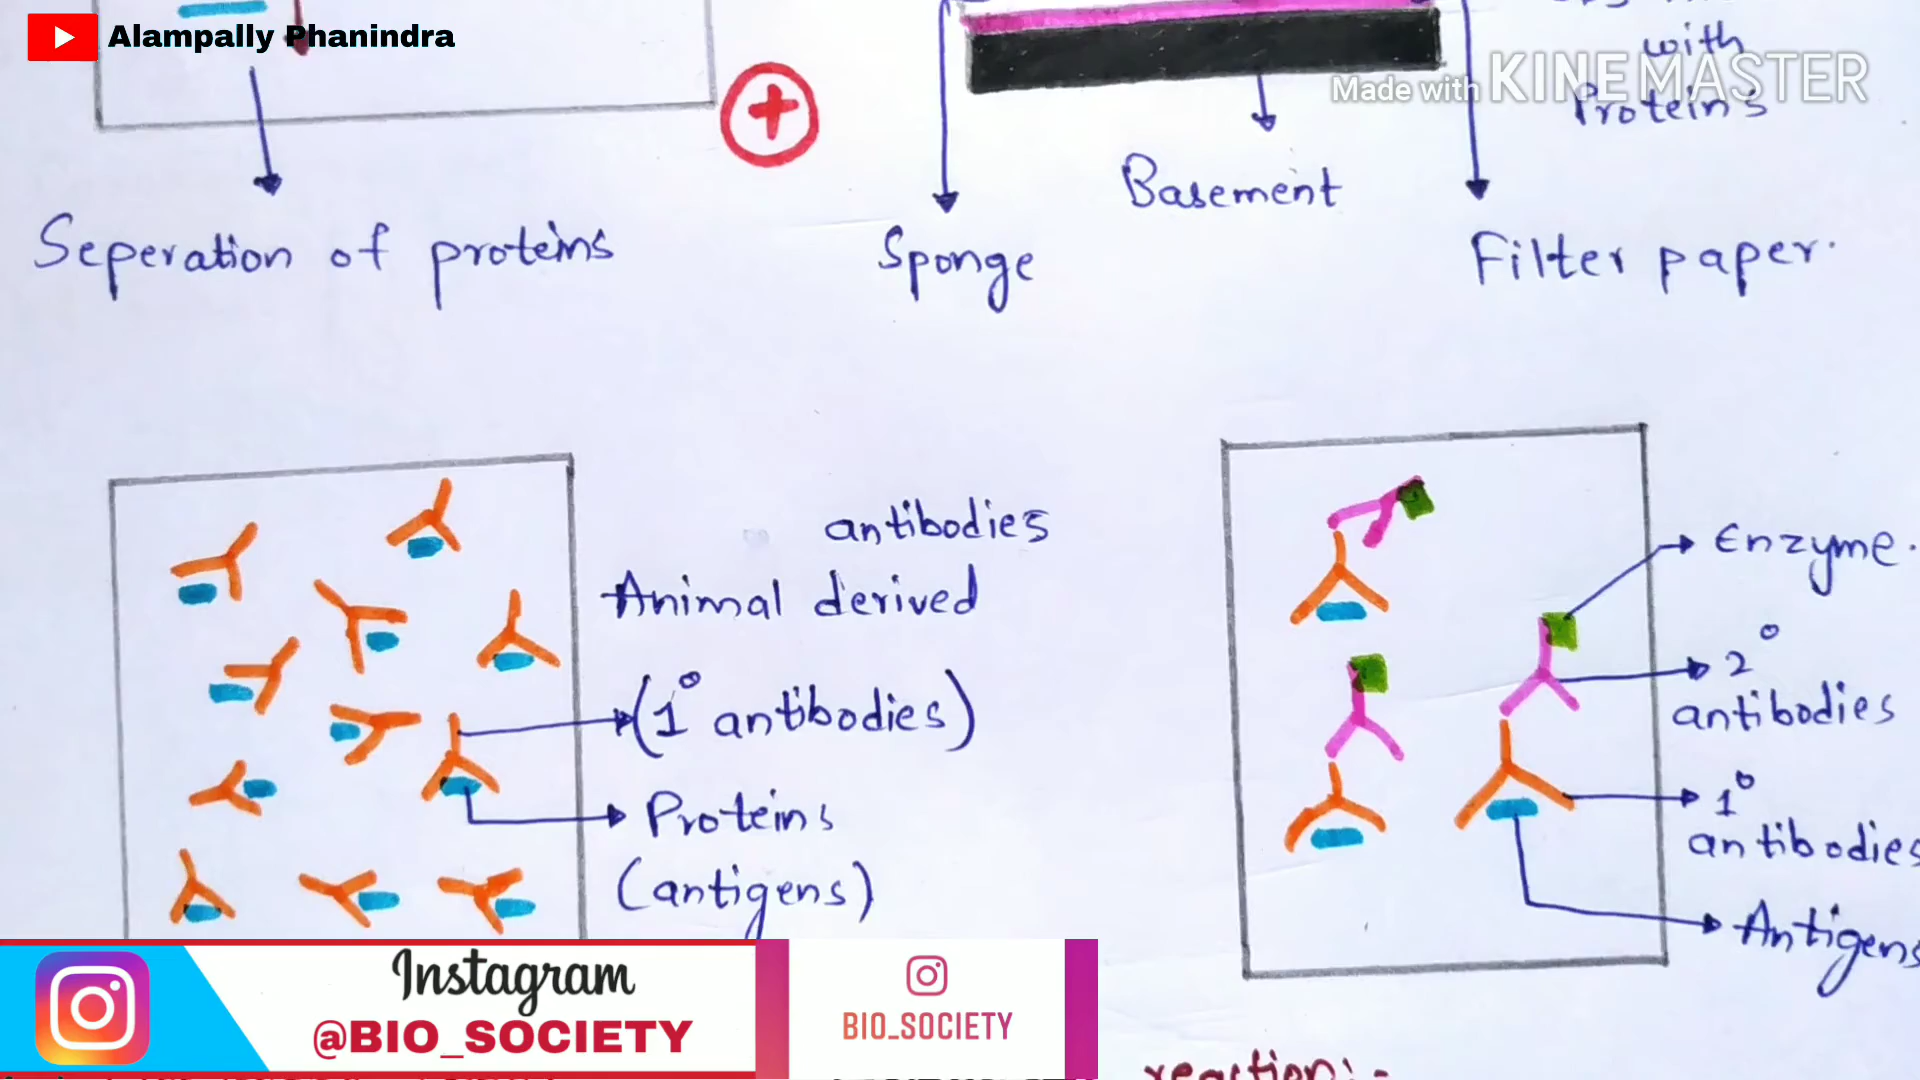 Alampally Phanindra
with
Made with KINEMASTER
Proteins
Basement
Seperation of proteins
Sponge
Filter paper.
antibodies
Animal derived
(1° antibodies)
Proteins
(antigens)
Enzyme.
2°
antibodies
1°
antibodies
Antigens
Instagram
@BIO_SOCIETY
BIO_SOCIETY
reaction:-